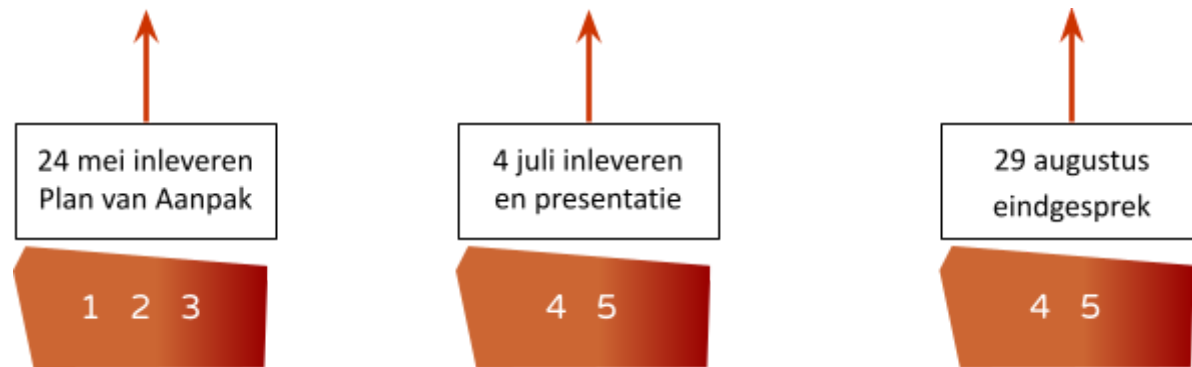 24 mei inleveren
Plan van Aanpak
1 2 3
4 juli inleveren
en presentatie
4 5
29 augustus
eindgesprek
4 5